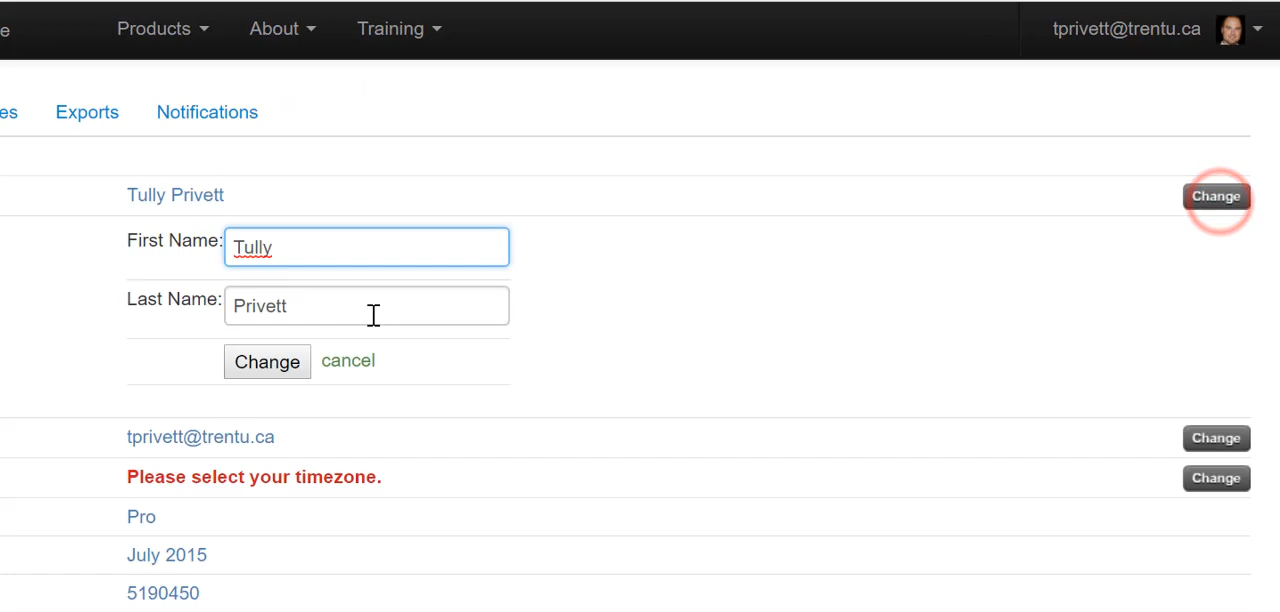 e Products About Training tprivett@trentu.ca
es Exports Notifications
Tully Privett Change
First Name: Tully
Last Name: Privett
Change cancel
tprivett@trentu.ca Change
Please select your timezone. Change
Pro
July 2015
5190450